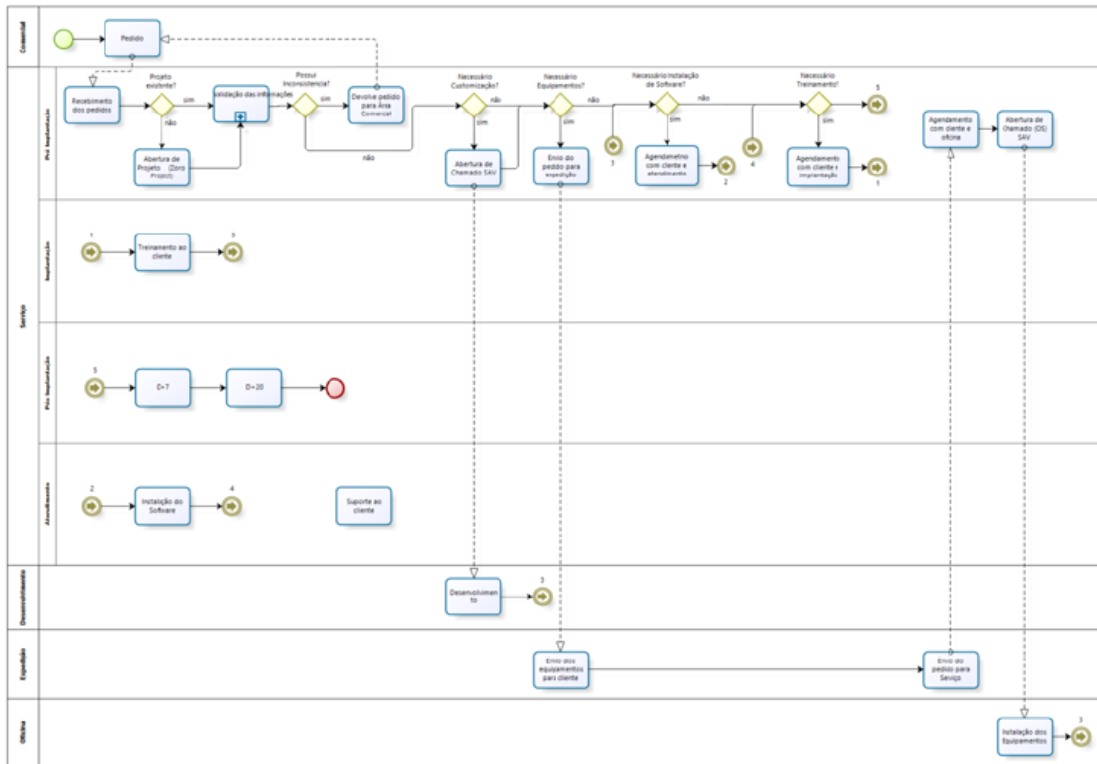 Comercial
Pedido
Serviço
Pré Implantação
Recebimento
dos pedidos
Projeto
existente?
sim
não
Abertura de
Projeto (Zoro
Project)
Validação das informações
Possui
Inconsistencia?
sim
não
Devolve pedido
para Área
Comercial
Necessário
Customização?
não
sim
Abertura de
Chamado SAV
Necessário
Equipamentos?
não
sim
Envio do
pedido para
expedição
3
Necessário Instalação
de Software?
não
sim
Agendametno
com cliente e
atendimento
2
4
Necessário
Treinamento?
sim
5
Agendamento
com cliente e
implantação
1
Agendamento
com cliente e
oficina
Abertura de
Chamado (OS)
SAV
Implantação
1
Treinamento ao
cliente
5
Pós Implantação
5
D+7
D+20
Atendimento
2
Instalação do
Software
4
Suporte ao
cliente
Desenvolvimento
Desenvolvimen
to
3
Expedição
Envio dos
equipamentos
para cliente
Envio do
pedido para
Serviço
Oficina
Instalação dos
Equipamentos
3